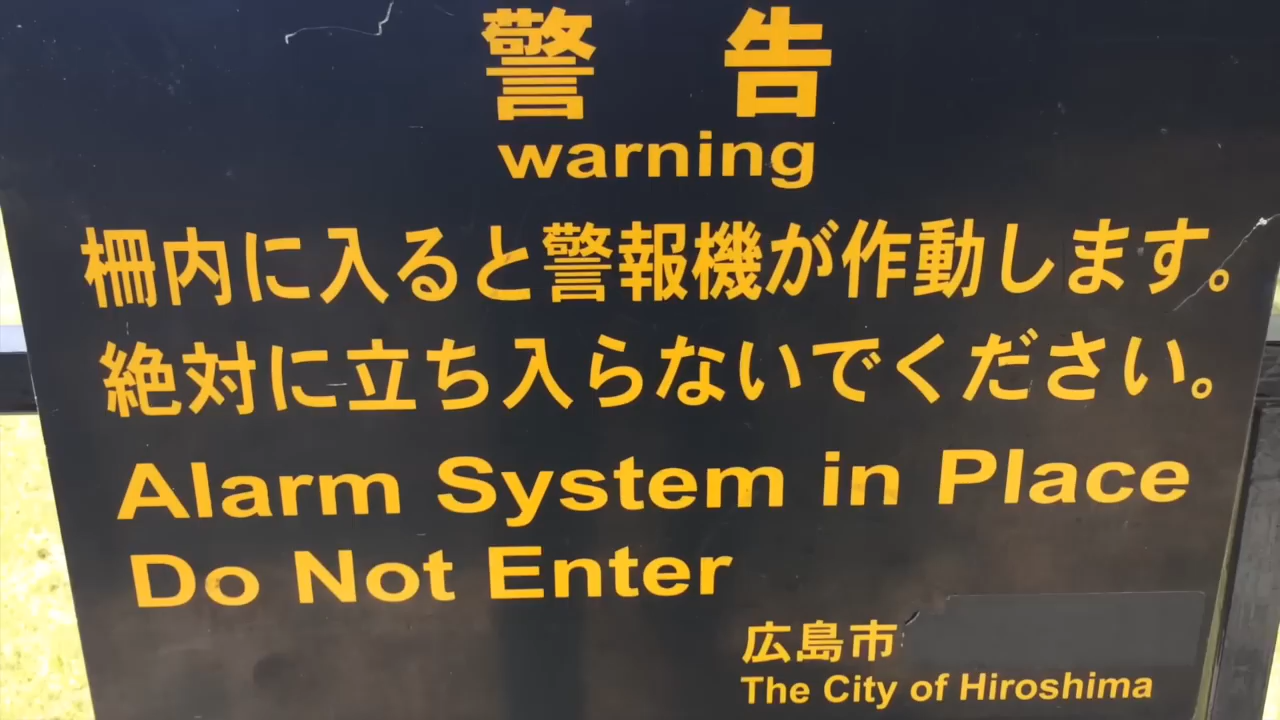 警 告
warning
柵内に入ると警報機が作動します。
絶対に立ち入らないでください。
Alarm System in Place
Do Not Enter
広島市
The City of Hiroshima